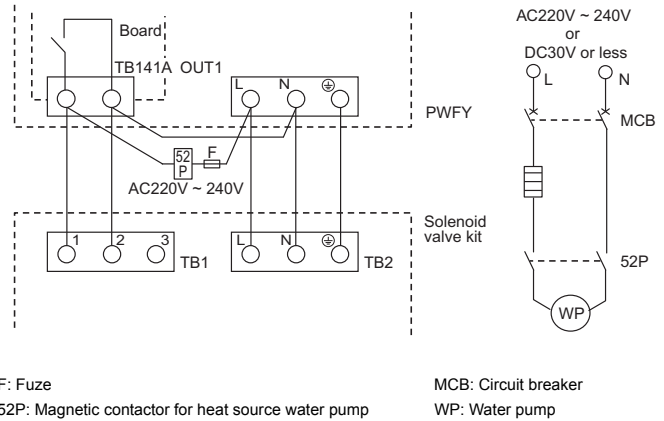 Board
TB141A OUT1
L N
52
P
F
AC220V ~ 240V
PWFY
Solenoid
valve kit
1 2 3
TB1
L N
TB2
AC220V ~ 240V
or
DC30V or less
L
N
MCB
52P
WP
F: Fuze
MCB: Circuit breaker
52P: Magnetic contactor for heat source water pump
WP: Water pump